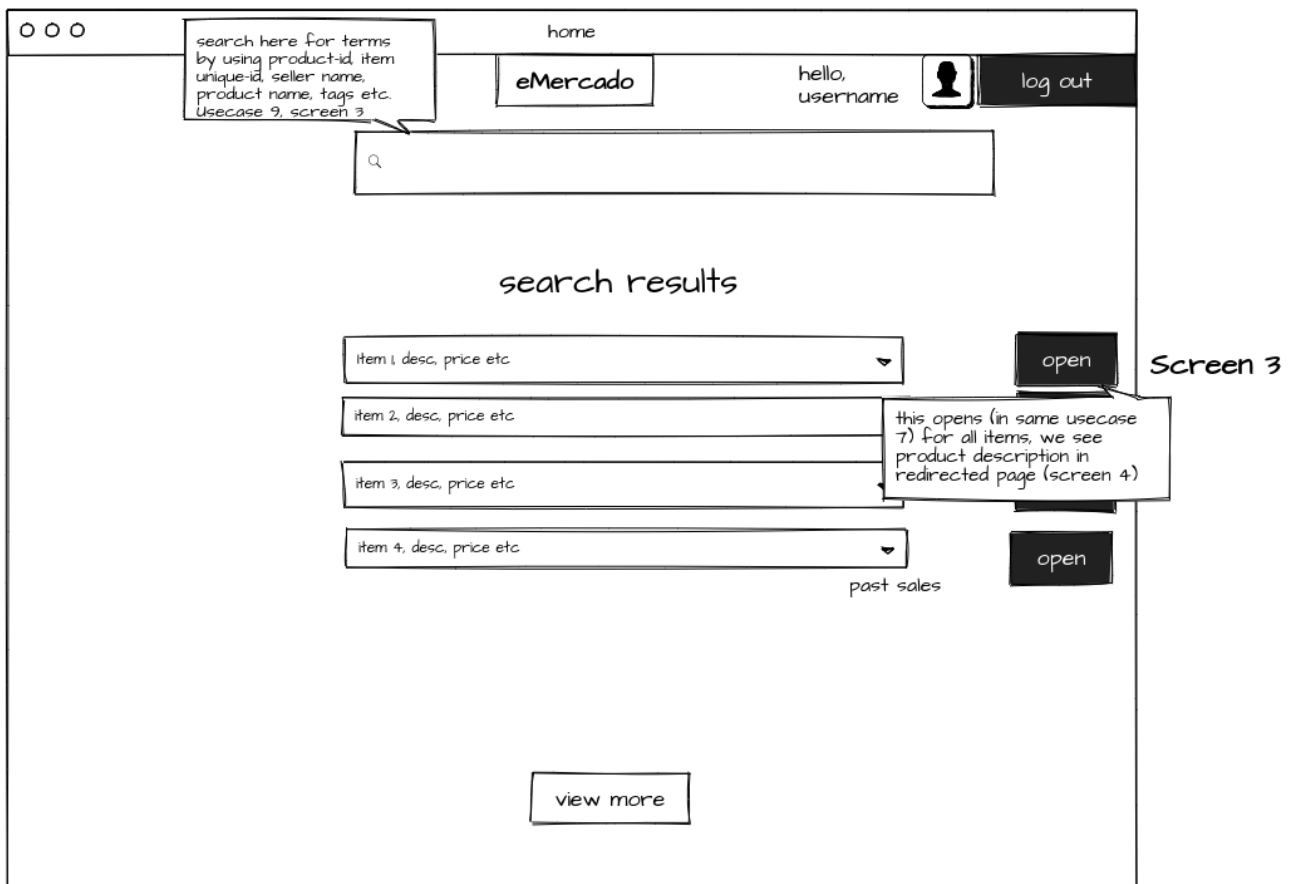 home
search here for terms
by using product-id, item
unique-id, seller name,
product name, tags etc.
Usecase 9, screen 3
eMercado
hello,
username
log out
search results
item 1, desc, price etc
open
Screen 3
item 2, desc, price etc
this opens (in same usecase
7) for all items, we see
product description in
redirected page (screen 4)
item 3, desc, price etc
item 4, desc, price etc
open
past sales
view more